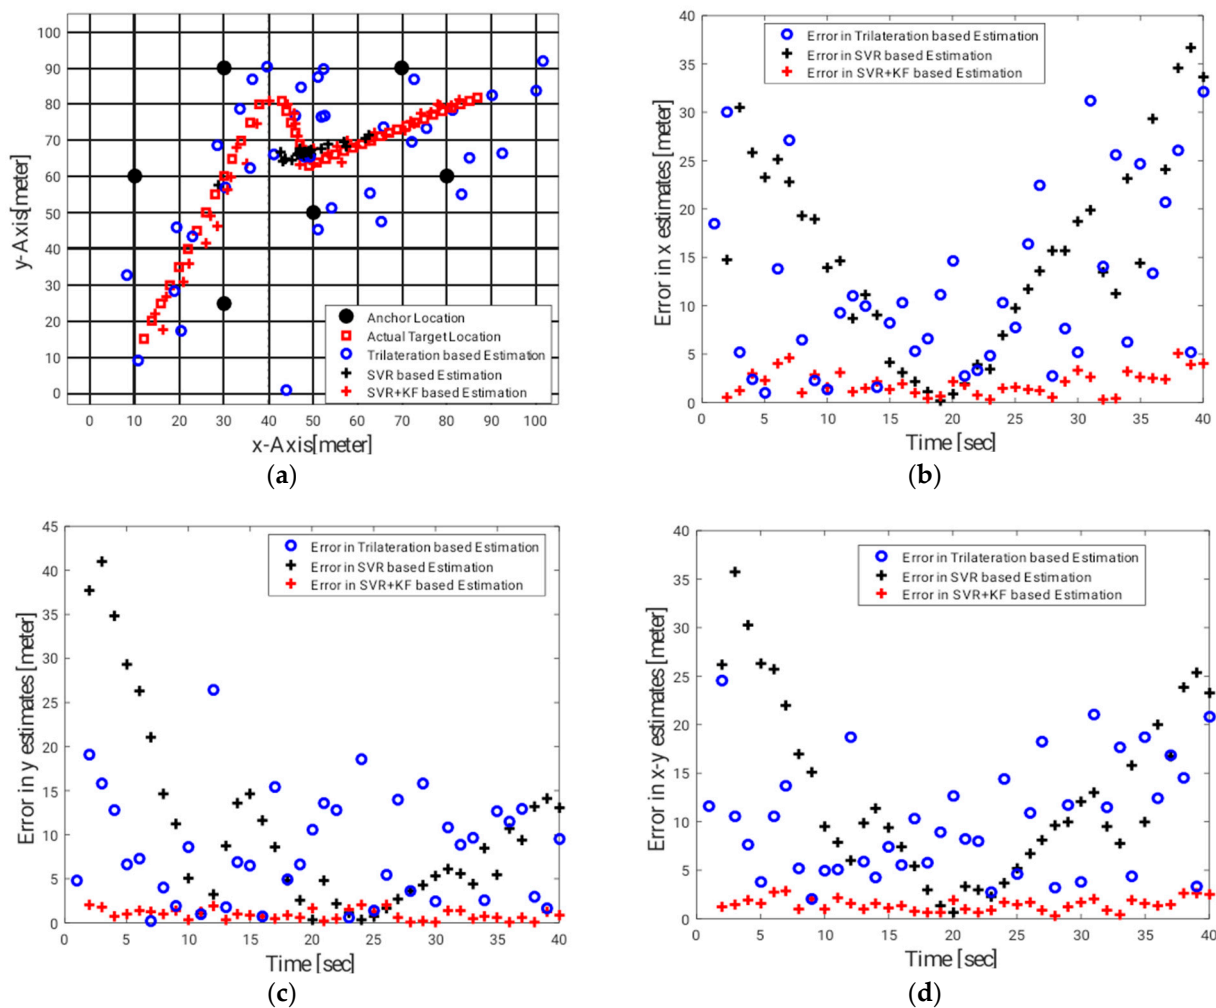 100
90
80
70
60
50
40
30
20
10
0
y-Axis[meter]
Anchor Location
Actual Target Location
Trilateration based Estimation
SVR based Estimation
SVR+KF based Estimation
0 10 20 30 40 50 60 70 80 90 100
x-Axis[meter]
(a)
40
35
30
25
20
15
10
5
0
Error in x estimates [meter]
Error in Trilateration based Estimation
Error in SVR based Estimation
Error in SVR+KF based Estimation
0 5 10 15 20 25 30 35 40
Time [sec]
(b)
45
40
35
30
25
20
15
10
5
0
Error in y estimates [meter]
Error in Trilateration based Estimation
Error in SVR based Estimation
Error in SVR+KF based Estimation
0 5 10 15 20 25 30 35 40
Time [sec]
(c)
40
35
30
25
20
15
10
5
0
Error in x-y estimates [meter]
Error in Trilateration based Estimation
Error in SVR based Estimation
Error in SVR+KF based Estimation
0 5 10 15 20 25 30 35 40
Time [sec]
(d)